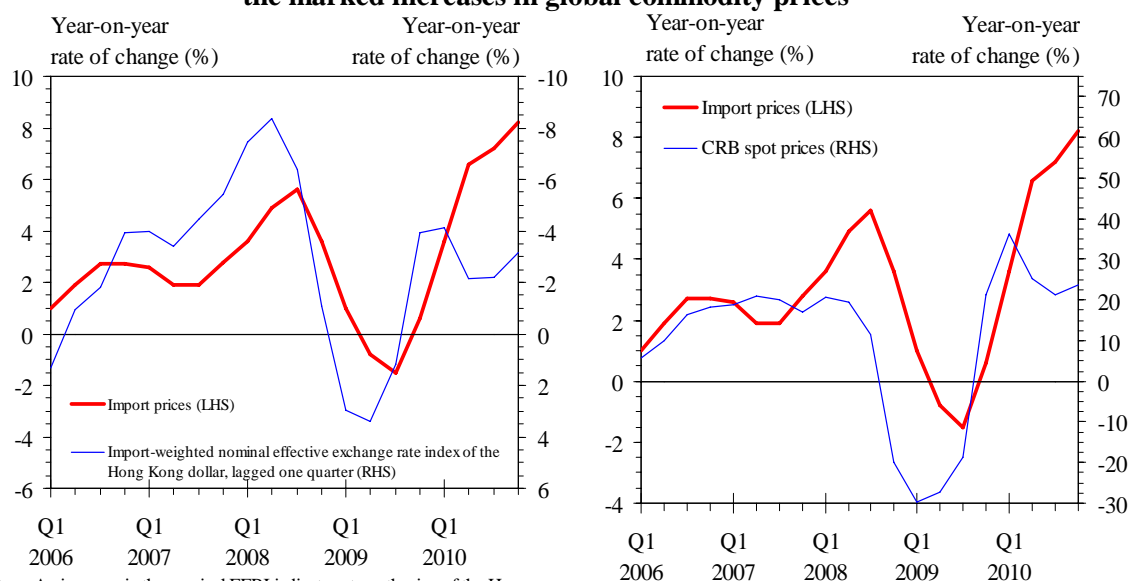 the marked increases in global commodity prices
Year-on-year
rate of change (%)
Year-on-year
rate of change (%)
10
8
6
4
2
0
-2
-4
-6
-10
-8
-6
-4
-2
0
2
4
6
Import prices (LHS)
Import-weighted nominal effective exchange rate index of the
Hong Kong dollar, lagged one quarter (RHS)
Q1 Q1 Q1 Q1 Q1
2006 2007 2008 2009 2010
Year-on-year
rate of change (%)
Year-on-year
rate of change (%)
10
8
6
4
2
0
-2
-4
70
60
50
40
30
20
10
0
-10
-20
-30
Import prices (LHS)
CRB spot prices (RHS)
Q1 Q1 Q1 Q1 Q1
2006 2007 2008 2009 2010